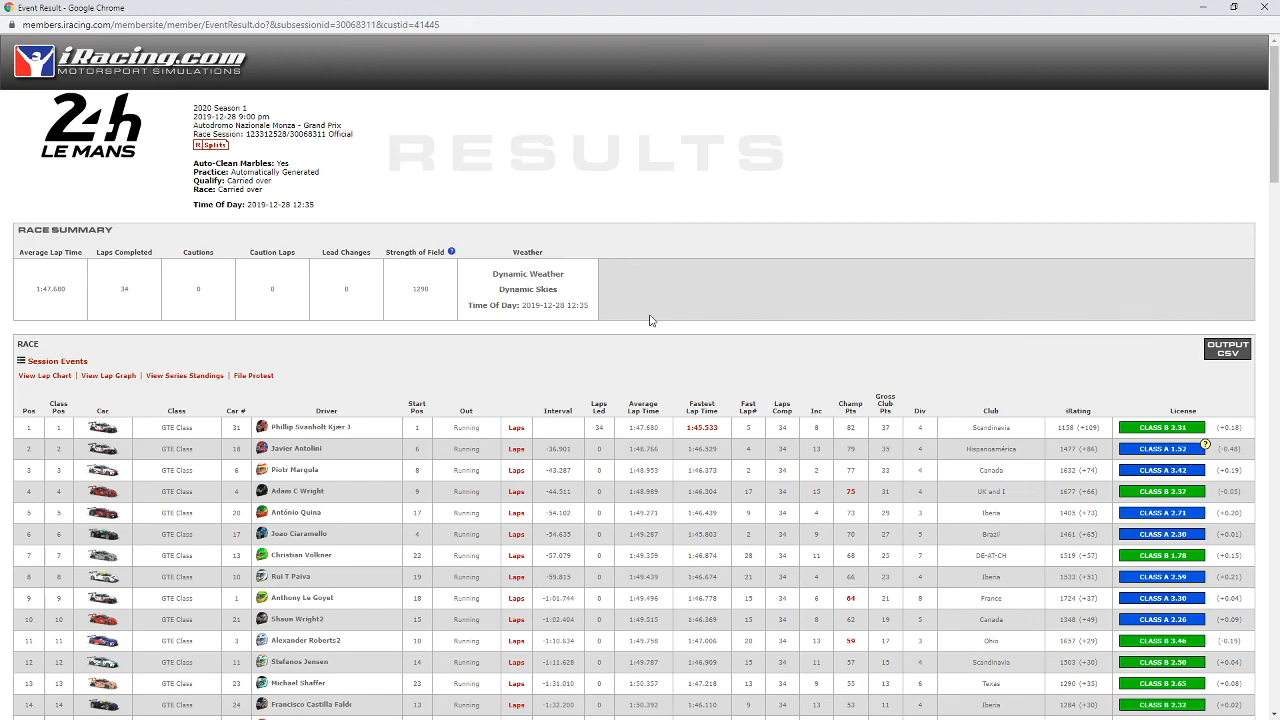 Event Result - Google Chrome
members.iracing.com/membersite/member/EventResult.do?&subsessionid=30068311&custid=41445
iRacing.com
MOTORSPORT SIMULATIONS
24h
LE MANS
2020 Season 1
2019-12-28 9:00 pm
Autodromo Nazionale Monza - Grand Prix
Race Session: 123312528/30068311 Official
R Splits
RESULTS
Auto-Clean Marbles: Yes
Practice: Automatically Generated
Qualify: Carried over
Race: Carried over
Time Of Day: 2019-12-28 12:35
RACE SUMMARY
Average Lap Time Laps Completed Cautions Caution Laps Lead Changes Strength of Field ? Weather
1:47.680 34 0 0 0 1290 Dynamic Weather
Dynamic Skies
Time Of Day: 2019-12-28 12:35
RACE
OUTPUT CSV
Session Events
View Lap Chart | View Lap Graph | View Series Standings | File Protest
Pos Class Pos Car Class Car # Driver Start Pos Out Interval Laps Led Average Lap Time Fastest Lap Time Fast Lap# Laps Comp Inc Champ Pts Gross Club Pts Div Club iRating License
1 1 GTE Class 31 Phillip Svanholt Kjær J 1 Running Laps 34 1:47.680 1:45.533 5 34 8 82 37 4 Scandinavia 1158 (+109) CLASS B 2.31 (+0.18)
2 2 GTE Class 18 Javier Antolini 6 Running Laps -36.901 0 1:48.766 1:46.529 4 34 13 79 35 4 Hispanoamérica 1477 (+86) CLASS A 1.52 ? (-0.48)
3 3 GTE Class 6 Piotr Margula 3 Running Laps -43.287 0 1:48.953 1:46.373 2 34 2 77 33 4 Canada 1632 (+74) CLASS A 3.42 (+0.19)
4 4 GTE Class 4 Adam C Wright 9 Running Laps -44.511 0 1:48.989 1:46.304 17 34 15 75 31 4 UK and I 1677 (+66) CLASS B 2.37 (-0.05)
5 5 GTE Class 20 António Quina 17 Running Laps -54.102 0 1:49.271 1:46.439 9 34 4 73 29 3 Iberia 1405 (+73) CLASS A 2.71 (+0.20)
6 6 GTE Class 17 Joao Ciaramello 4 Running Laps -54.635 0 1:49.287 1:45.803 2 34 9 70 27 5 Brazil 1461 (+65) CLASS A 2.30 (+0.01)
7 7 GTE Class 13 Christian Völkner 22 Running Laps -57.079 0 1:49.359 1:46.874 28 34 11 68 25 7 DE-AT-CH 1519 (+57) CLASS B 1.78 (+0.15)
8 8 GTE Class 10 Rui T Paiva 19 Running Laps -59.815 0 1:49.439 1:46.674 21 34 4 66 23 4 Iberia 1533 (+51) CLASS A 2.59 (+0.21)
9 9 GTE Class 1 Anthony Le Goyet 18 Running Laps -1:01.744 0 1:49.496 1:46.778 15 34 6 64 21 8 France 1724 (+37) CLASS A 3.30 (+0.04)
10 10 GTE Class 21 Shaun Wright2 5 Running Laps -1:02.404 0 1:49.515 1:46.369 15 34 8 62 19 5 Canada 1348 (+49) CLASS A 2.26 (+0.09)
11 11 GTE Class 3 Alexander Roberts2 10 Running Laps -1:10.634 0 1:49.758 1:47.006 20 34 13 59 17 3 Ohio 1657 (+29) CLASS B 3.46 (-0.19)
12 12 GTE Class 11 Stefanos Jensen 14 Running Laps -1:11.628 0 1:49.787 1:46.909 15 34 11 57 15 4 Scandinavia 1503 (+30) CLASS B 2.50 (+0.04)
13 13 GTE Class 23 Michael Shaffer 12 Running Laps -1:31.010 0 1:50.357 1:47.218 13 34 9 55 13 6 Texas 1290 (+35) CLASS B 2.65 (+0.08)
14 14 GTE Class 24 Francisco Castilla 13 Running Laps -1:32.200 0 1:50.392 1:46.110 9 34 13 53 11 4 Iberia 1284 (+30) CLASS B 2.32 (+0.02)